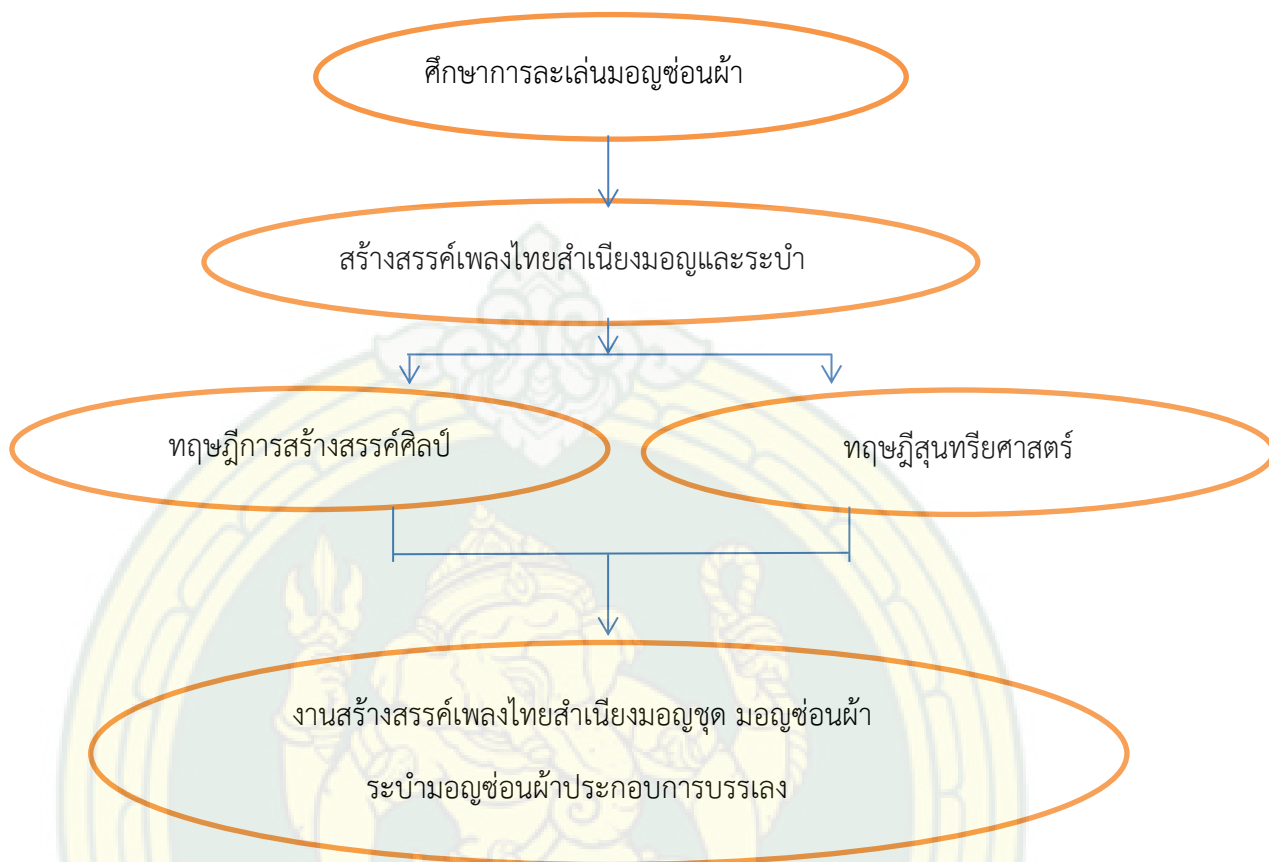 ศึกษาการละเล่นมอญซ่อนผ้า
สร้างสรรค์เพลงไทยสำเนียงมอญและระบำ
ทฤษฎีการสร้างสรรค์ศิลป์
ทฤษฎีสุนทรียศาสตร์
งานสร้างสรรค์เพลงไทยสำเนียงมอญชุด มอญซ่อนผ้า
ระบำมอญซ่อนผ้าประกอบการบรรเลง